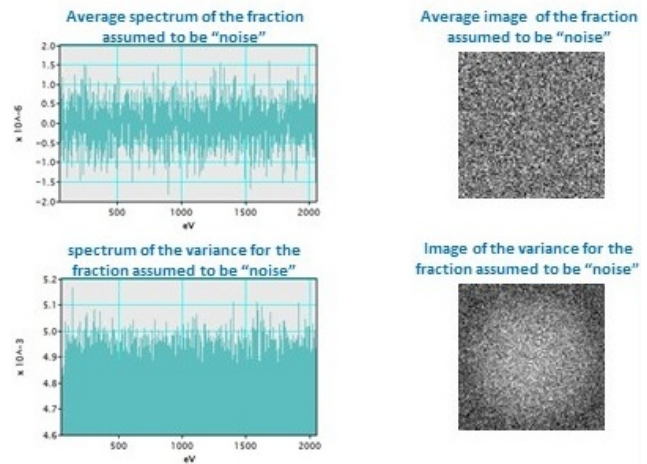 Average spectrum of the fraction
assumed to be “noise”
2.0
1.5
1.0
0.5
0.0
−0.5
−1.0
−1.5
−2.0
x 10^−6
500
1000
1500
2000
eV
Average image of the fraction
assumed to be “noise”
spectrum of the variance for the
fraction assumed to be “noise”
5.2
5.1
5.0
4.9
4.8
4.7
4.6
x 10^−3
500
1000
1500
2000
eV
Image of the variance for the
fraction assumed to be “noise”